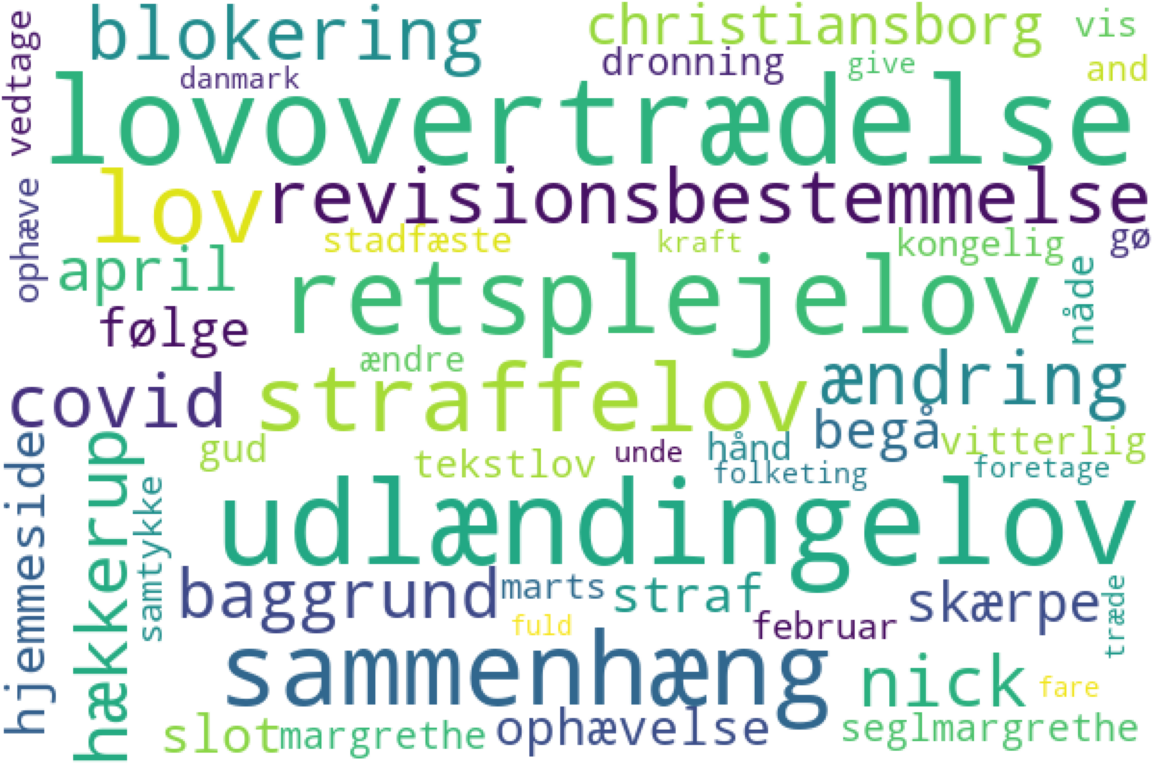 vedtage
blokering
christiansborg
vis
danmark
dronning
give
and
lovovertrædelse
ophæve
lov
revisionsbestemmelse
stadfæste
kraft
kongelig
gø
april
retsplejelov
nåde
følge
ændre
covid
straffelov
ændring
hjemmeside
hækkerup
gud
tekstlov
unde
hånd
begå
vitterlig
folketing
foretage
samtykke
udlændingelov
baggrund
marts
straf
skærpe
træde
fuld
februar
sammenhæng
nick
fare
slot
margrethe
ophævelse
seglmargrethe